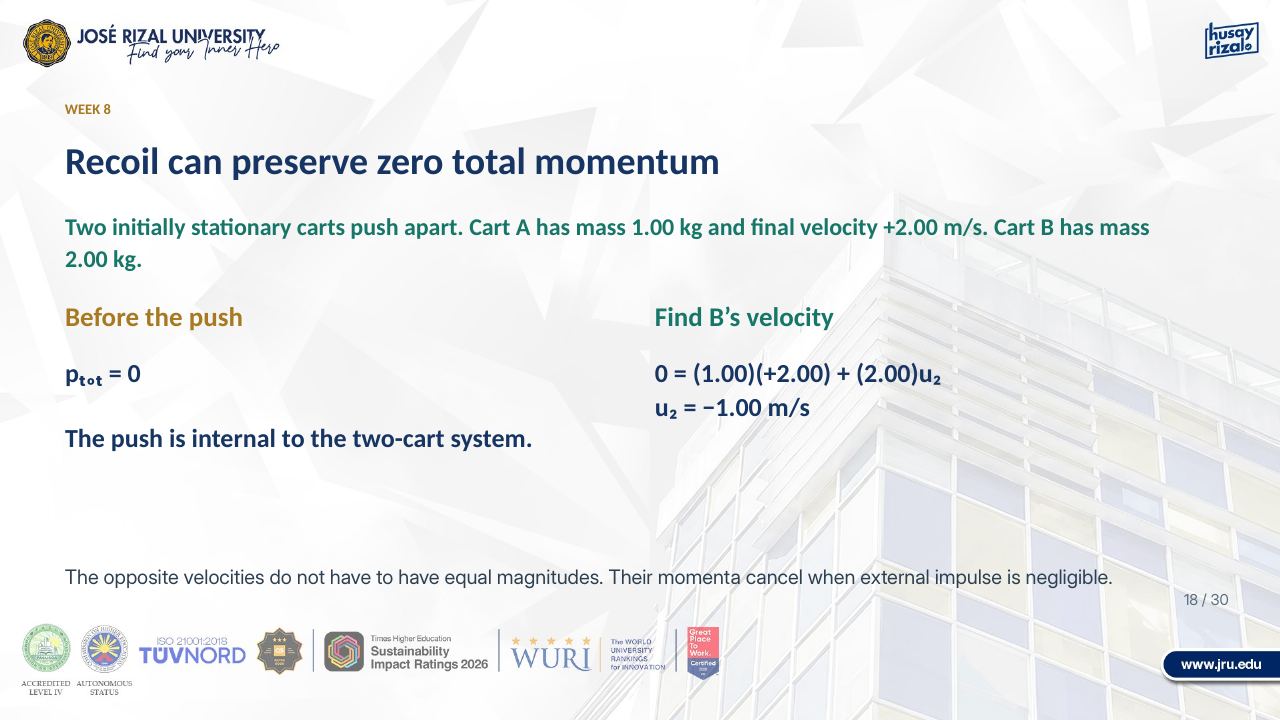 JOSÉ RIZAL UNIVERSITY
Find your Inner Hero
husay
rizal
WEEK 8
Recoil can preserve zero total momentum
Two initially stationary carts push apart. Cart A has mass 1.00 kg and final velocity +2.00 m/s. Cart B has mass
2.00 kg.
Before the push
pₜₒₜ = 0
The push is internal to the two-cart system.
Find B’s velocity
0 = (1.00)(+2.00) + (2.00)u₂
u₂ = −1.00 m/s
The opposite velocities do not have to have equal magnitudes. Their momenta cancel when external impulse is negligible.
18 / 30
ACCREDITED
LEVEL IV
AUTONOMOUS
STATUS
ISO 21001:2018
TÜVNORD
Times Higher Education
Sustainability
Impact Ratings 2026
WURI
The WORLD
UNIVERSITY
RANKINGS
for INNOVATION
Great
Place
To
Work.
Certified
www.jru.edu